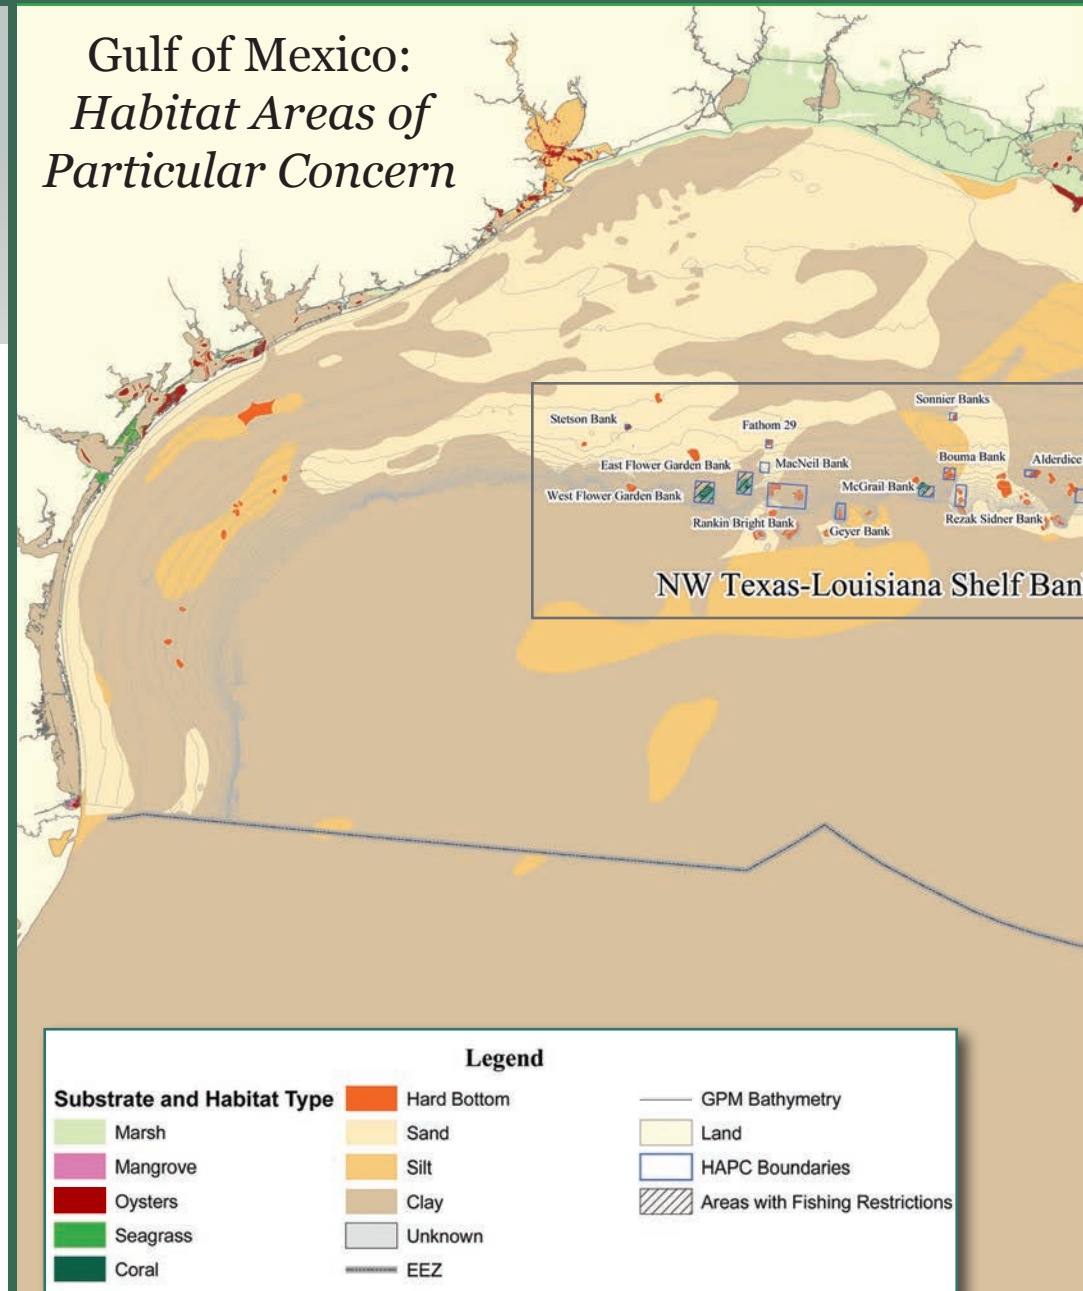 Gulf of Mexico:
Habitat Areas of
Particular Concern
Sonnier Banks
Stetson Bank
Fathom 29
East Flower Garden Bank
MacNeil Bank
Bouma Bank
Alderdice
West Flower Garden Bank
McGrail Bank
Rankin Bright Bank
Geyer Bank
Rezak Sidner Bank
NW Texas-Louisiana Shelf Ban
Legend
Substrate and Habitat Type
Marsh
Mangrove
Oysters
Seagrass
Coral
Hard Bottom
Sand
Silt
Clay
Unknown
EEZ
GPM Bathymetry
Land
HAPC Boundaries
Areas with Fishing Restrictions